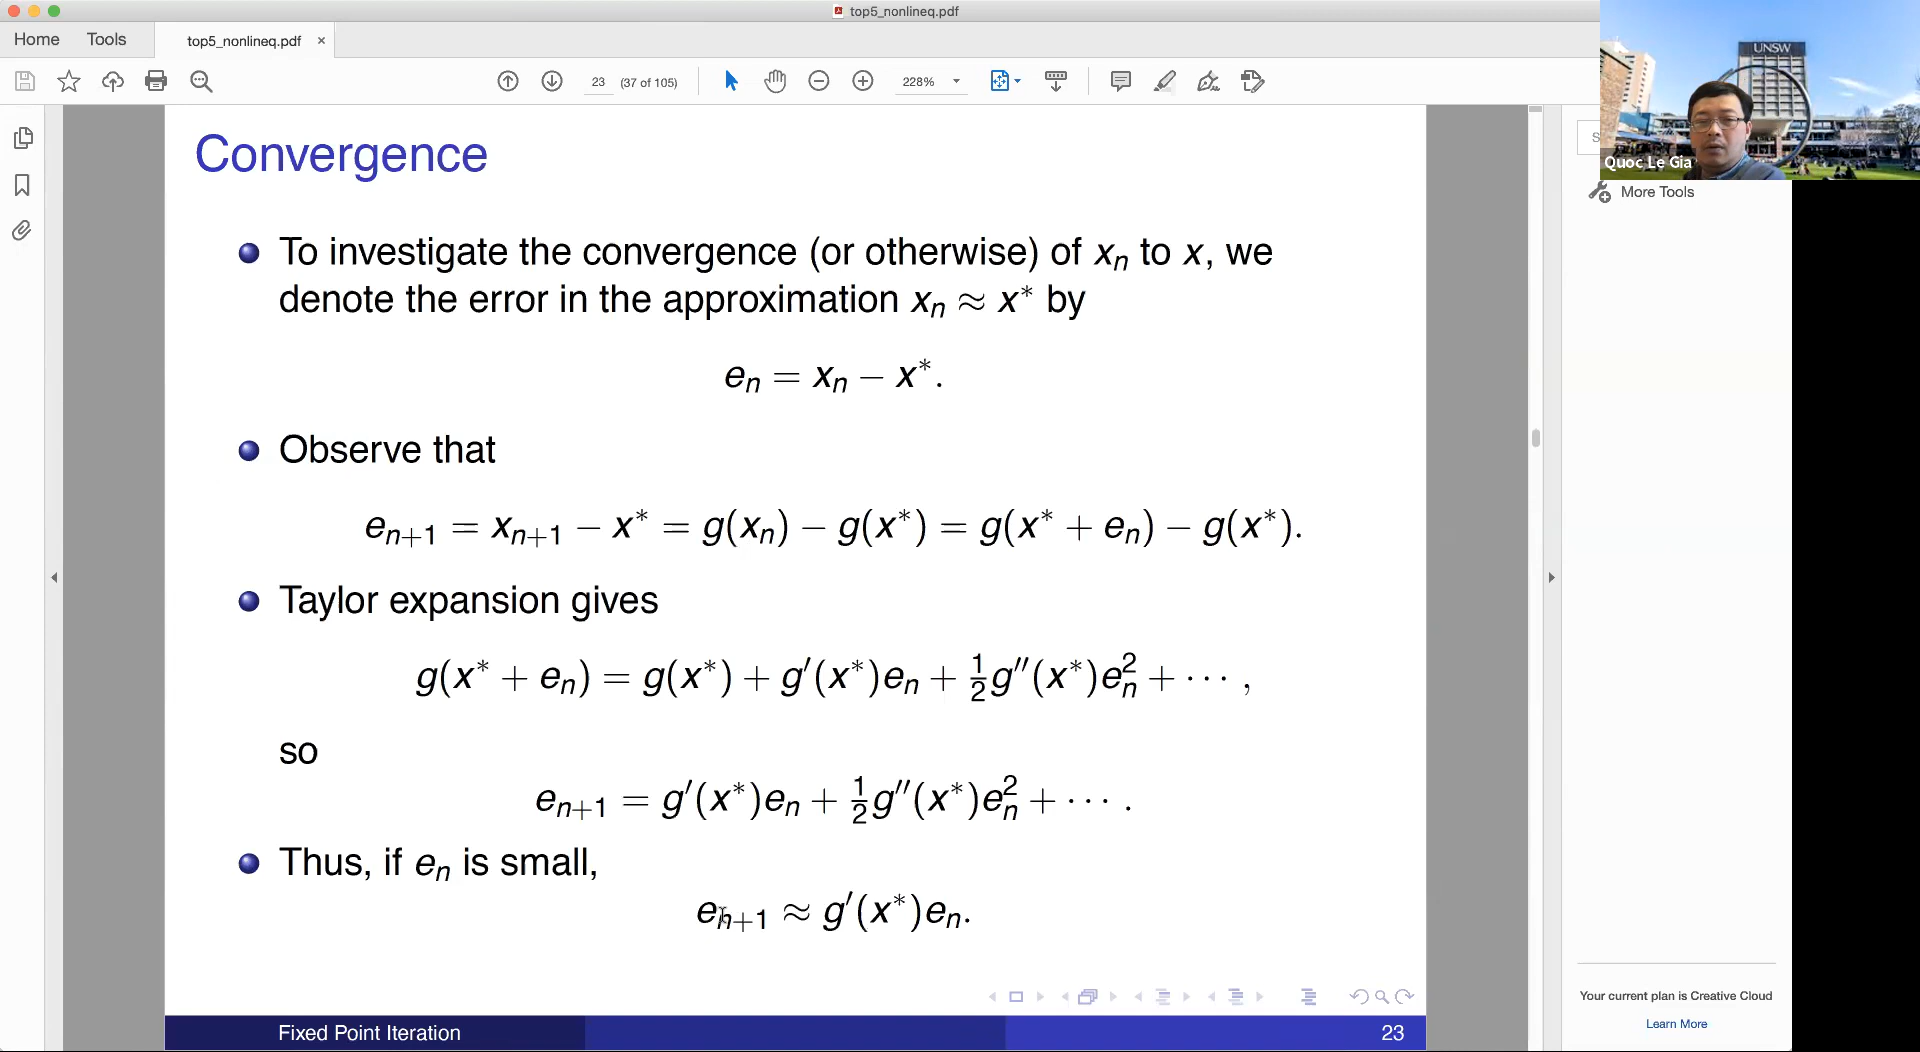 top5_nonlineq.pdf
Home Tools top5_nonlineq.pdf ×
23 (37 of 105) 228%
UNSW
Quoc Le Gia
S
More Tools
Convergence
To investigate the convergence (or otherwise) of xₙ to x, we
denote the error in the approximation xₙ ≈ x* by
eₙ = xₙ − x*.
Observe that
eₙ₊₁ = xₙ₊₁ − x* = g(xₙ) − g(x*) = g(x* + eₙ) − g(x*).
Taylor expansion gives
g(x* + eₙ) = g(x*) + g′(x*)eₙ + ½g″(x*)eₙ² + ⋯ ,
so
eₙ₊₁ = g′(x*)eₙ + ½g″(x*)eₙ² + ⋯ .
Thus, if eₙ is small,
eₙ₊₁ ≈ g′(x*)eₙ.
Fixed Point Iteration 23
Your current plan is Creative Cloud
Learn More